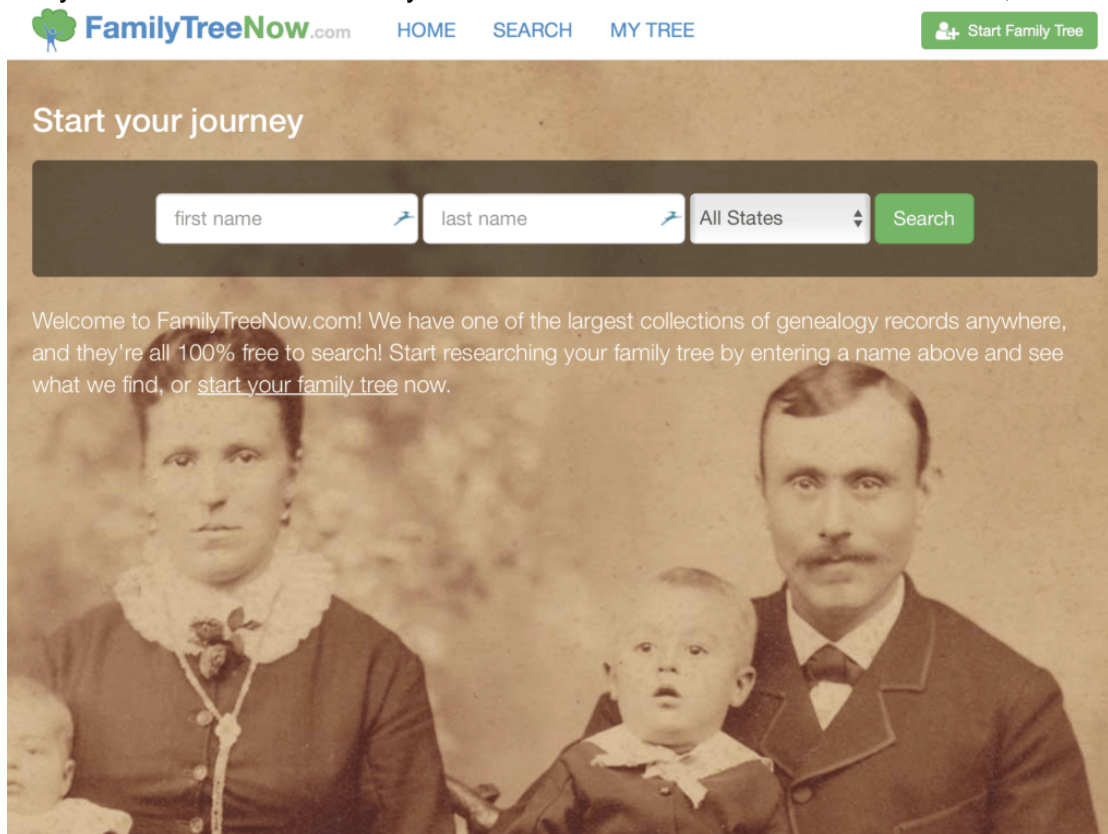 FamilyTreeNow.com HOME SEARCH MY TREE Start Family Tree
Start your journey
first name last name All States Search
Welcome to FamilyTreeNow.com! We have one of the largest collections of genealogy records anywhere,
and they're all 100% free to search! Start researching your family tree by entering a name above and see
what we find, or start your family tree now.